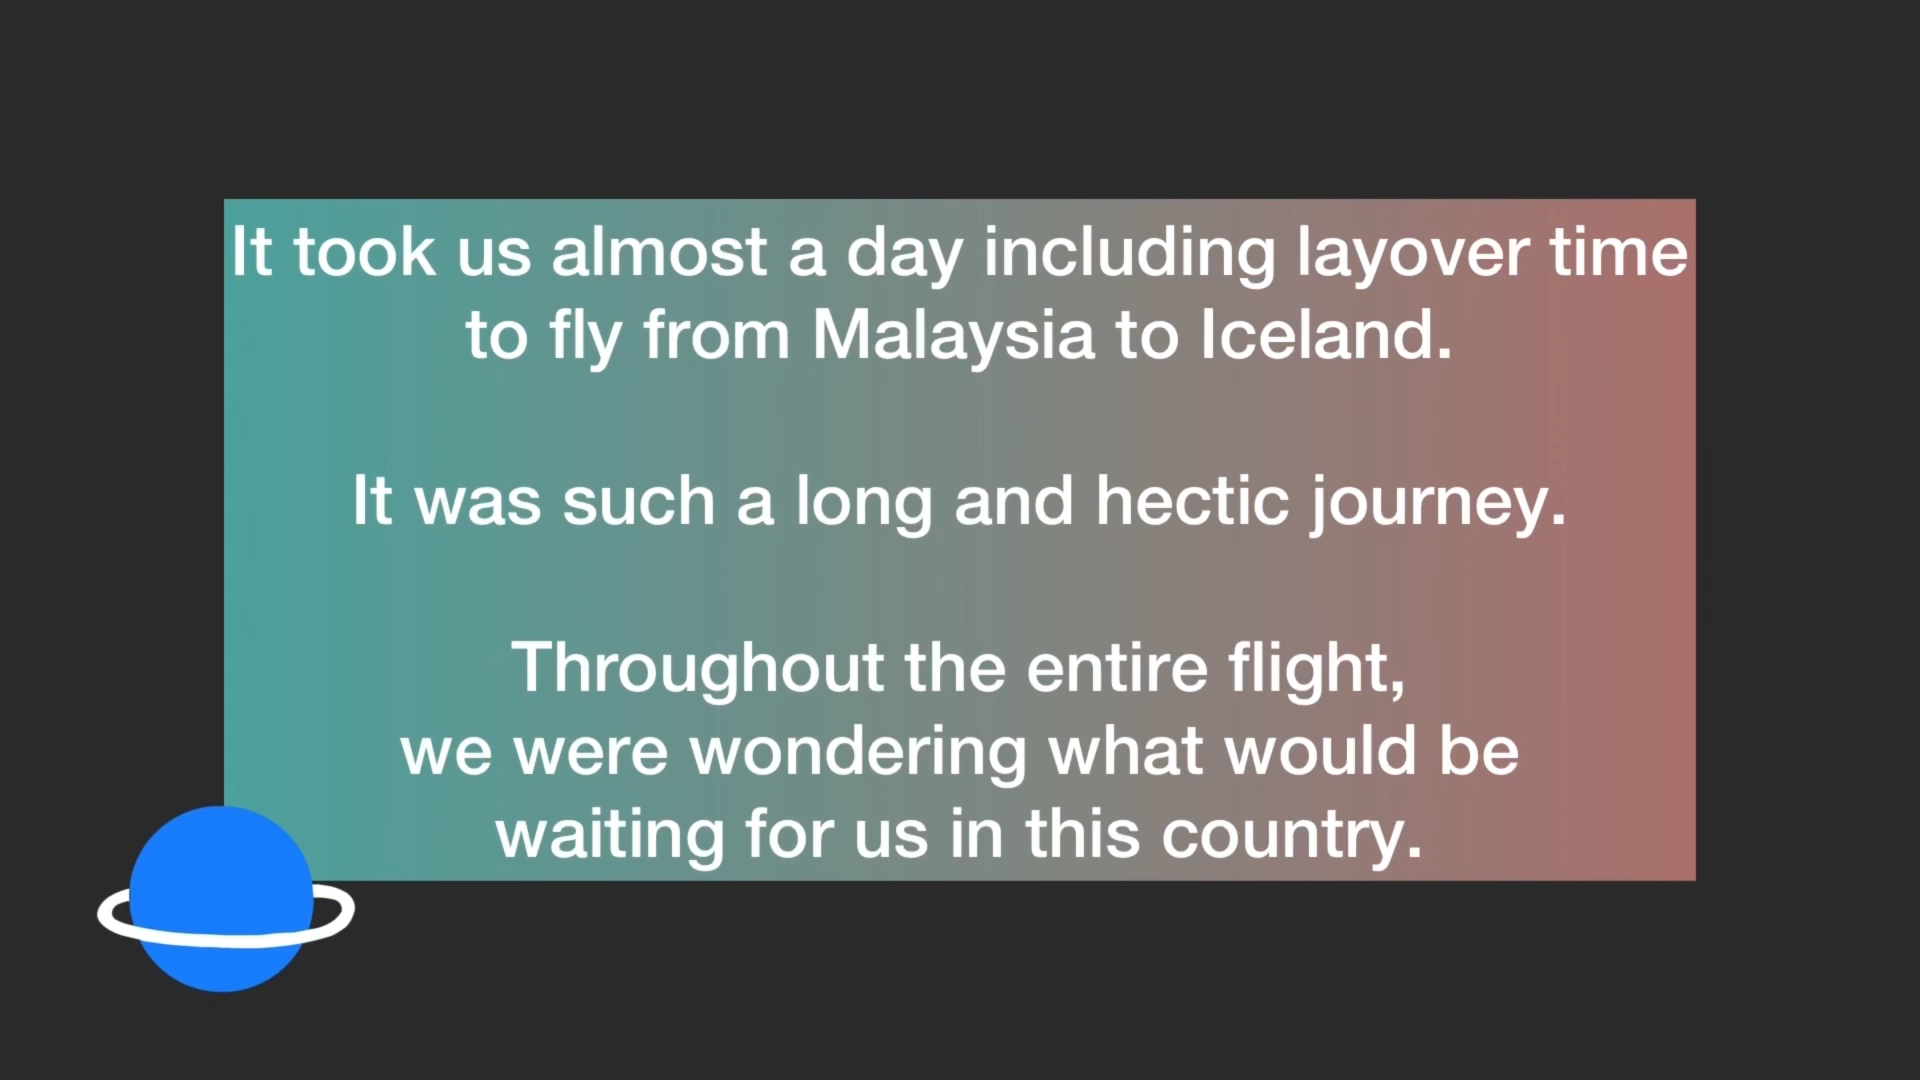 It took us almost a day including layover time
to fly from Malaysia to Iceland.
It was such a long and hectic journey.
Throughout the entire flight,
we were wondering what would be
waiting for us in this country.